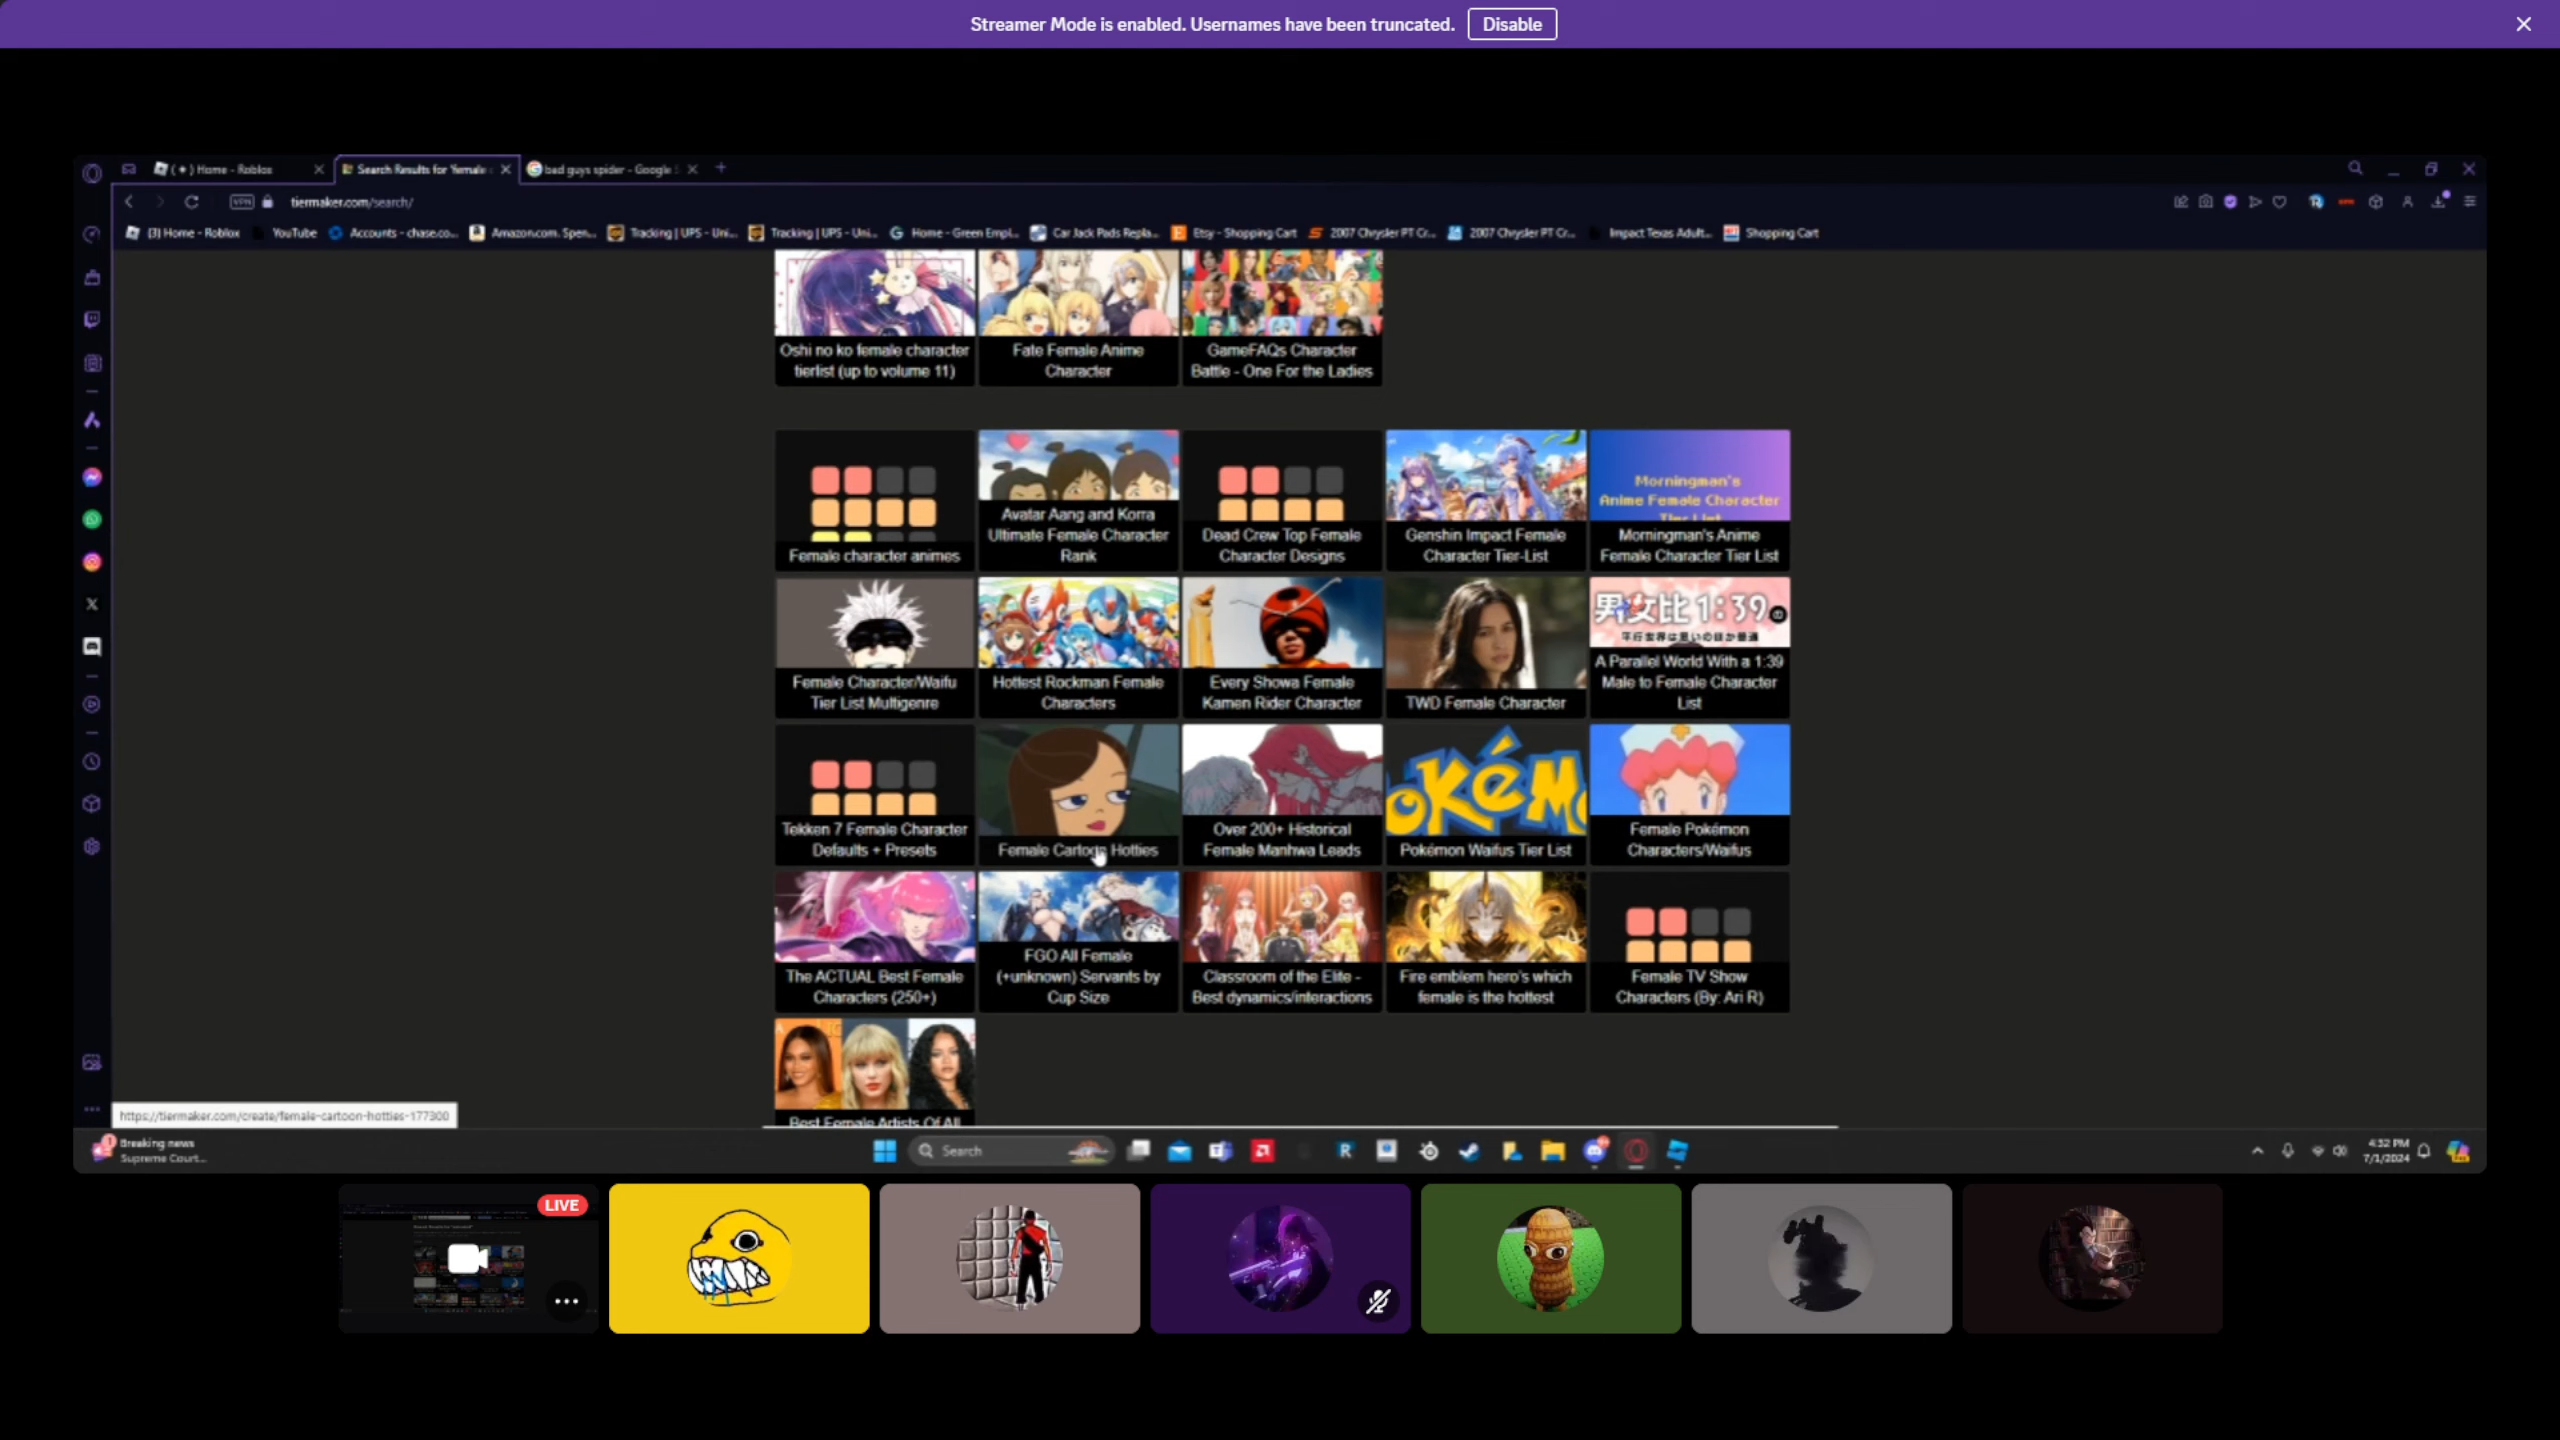 Streamer Mode is enabled. Usernames have been truncated.
Disable
Home - Roblox
Search Results for 'female
bad guys spider - Google
VPN
tiermaker.com/search/
(3) Home - Roblox
YouTube
Accounts - chase.co...
Amazon.com. Spen...
Tracking | UPS - Uni...
Tracking | UPS - Uni...
Home - Green Empl...
Car Jack Pads Repla...
Etsy - Shopping Cart
2007 Chrysler PT Cr...
2007 Chrysler PT Cr...
Impact Texas Adult...
Shopping Cart
Oshi no ko female character
tierlist (up to volume 11)
Fate Female Anime
Character
GameFAQs Character
Battle - One For the Ladies
Female character animes
Avatar Aang and Korra
Ultimate Female Character
Rank
Dead Crew Top Female
Character Designs
Genshin Impact Female
Character Tier-List
Morningman's
Anime Female Character
Tier List
Morningman's Anime
Female Character Tier List
Female Character/Waifu
Tier List Multigenre
Hottest Rockman Female
Characters
Every Showa Female
Kamen Rider Character
TWD Female Character
男女比 1:39
A Parallel World With a 1:39
Male to Female Character
List
Tekken 7 Female Character
Defaults + Presets
Female Cartoon Hotties
Over 200+ Historical
Female Manhwa Leads
Pokémon Waifus Tier List
Female Pokémon
Characters/Waifus
The ACTUAL Best Female
Characters (250+)
FGO All Female
(+unknown) Servants by
Cup Size
Classroom of the Elite -
Best dynamics/interactions
Fire emblem hero's which
female is the hottest
Female TV Show
Characters (By: Ari R)
Best Female Artists Of All
https://tiermaker.com/create/female-cartoon-hotties-177300
Breaking news
Supreme Court...
Search
4:32 PM
7/1/2024
LIVE